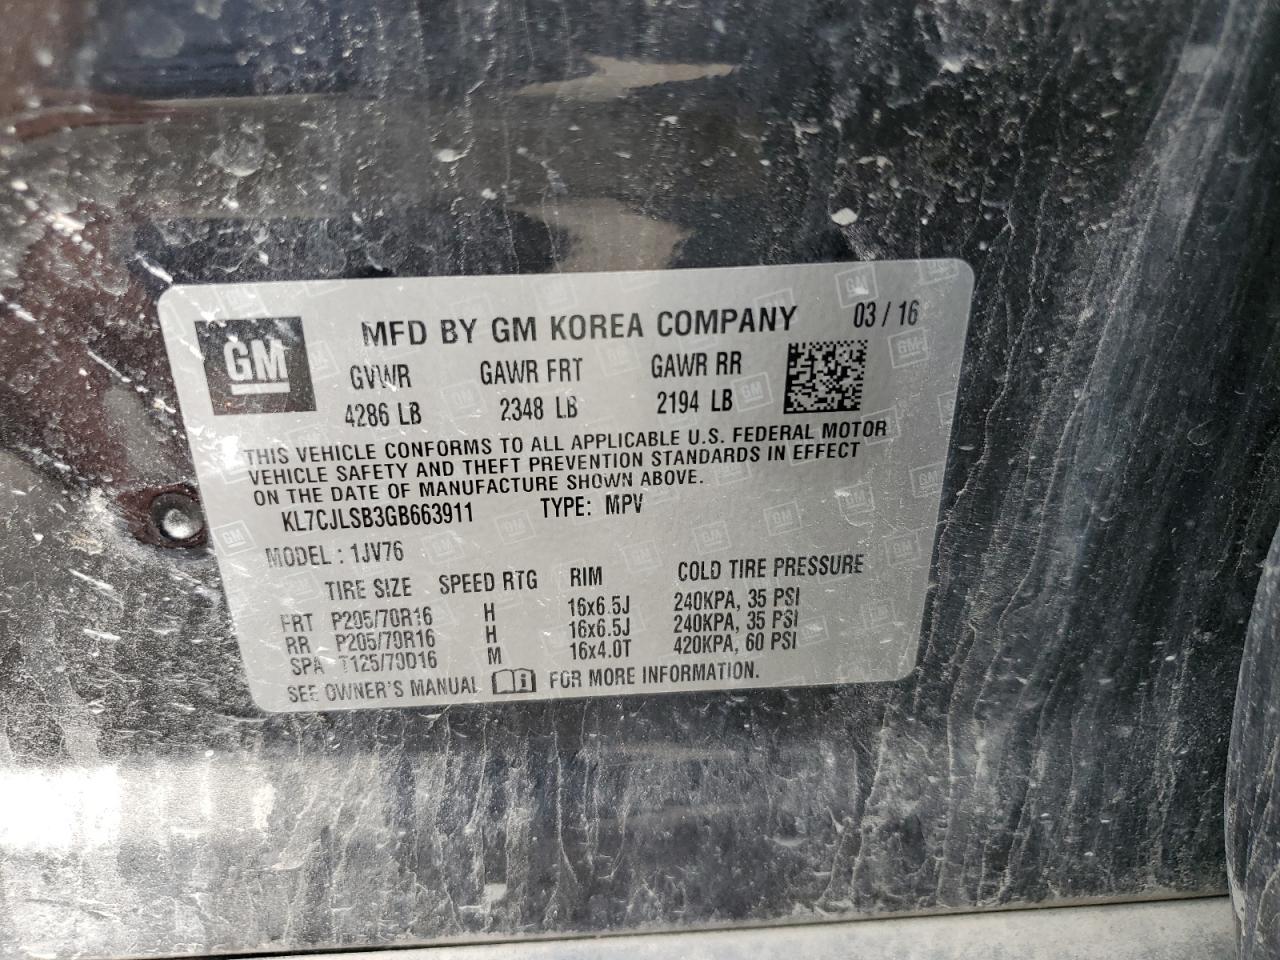 GM
MFD BY GM KOREA COMPANY 03 / 16
GVWR GAWR FRT GAWR RR
4286 LB 2348 LB 2194 LB
THIS VEHICLE CONFORMS TO ALL APPLICABLE U.S. FEDERAL MOTOR
VEHICLE SAFETY AND THEFT PREVENTION STANDARDS IN EFFECT
ON THE DATE OF MANUFACTURE SHOWN ABOVE.
KL7CJLSB3GB663911 TYPE: MPV
MODEL : 1JV76
TIRE SIZE SPEED RTG RIM COLD TIRE PRESSURE
FRT P205/70R16 H 16x6.5J 240KPA, 35 PSI
RR P205/70R16 H 16x6.5J 240KPA, 35 PSI
SPA T125/70D16 M 16x4.0T 420KPA, 60 PSI
SEE OWNER'S MANUAL FOR MORE INFORMATION.